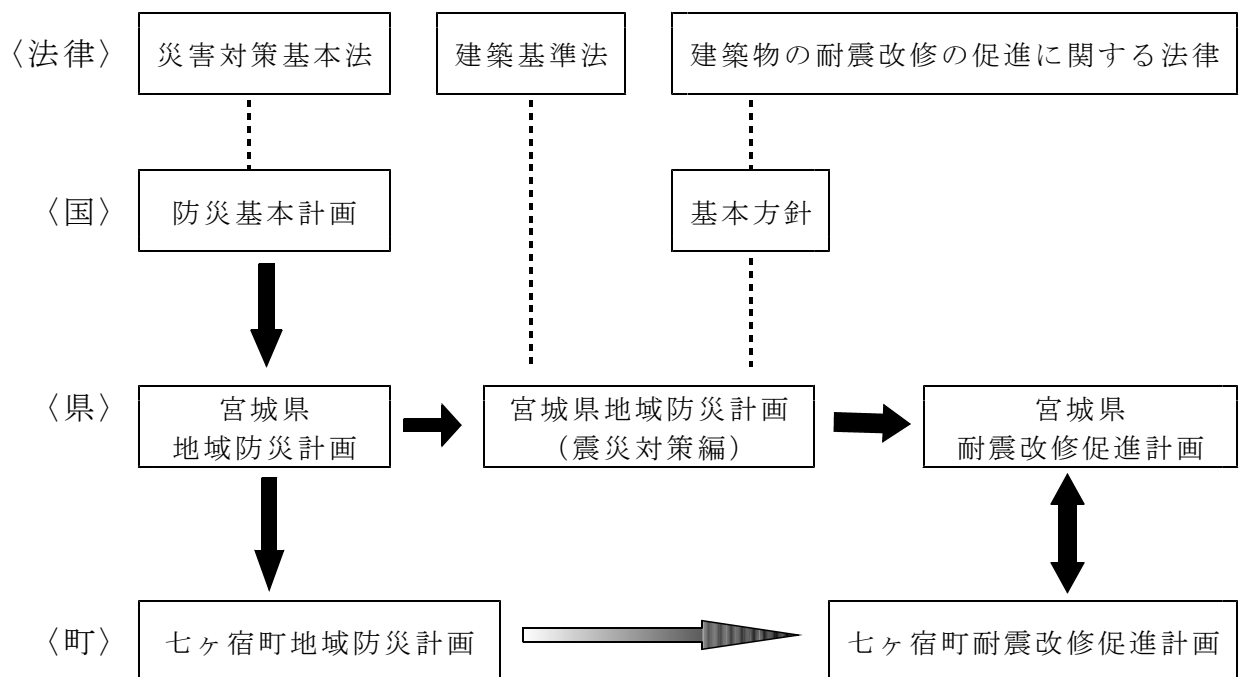 〈法律〉 災害対策基本法 建築基準法 建築物の耐震改修の促進に関する法律
〈国〉 防災基本計画 基本方針
〈県〉 宮城県 宮城県地域防災計画 宮城県
地域防災計画 (震災対策編) 耐震改修促進計画
〈町〉 七ヶ宿町地域防災計画 七ヶ宿町耐震改修促進計画